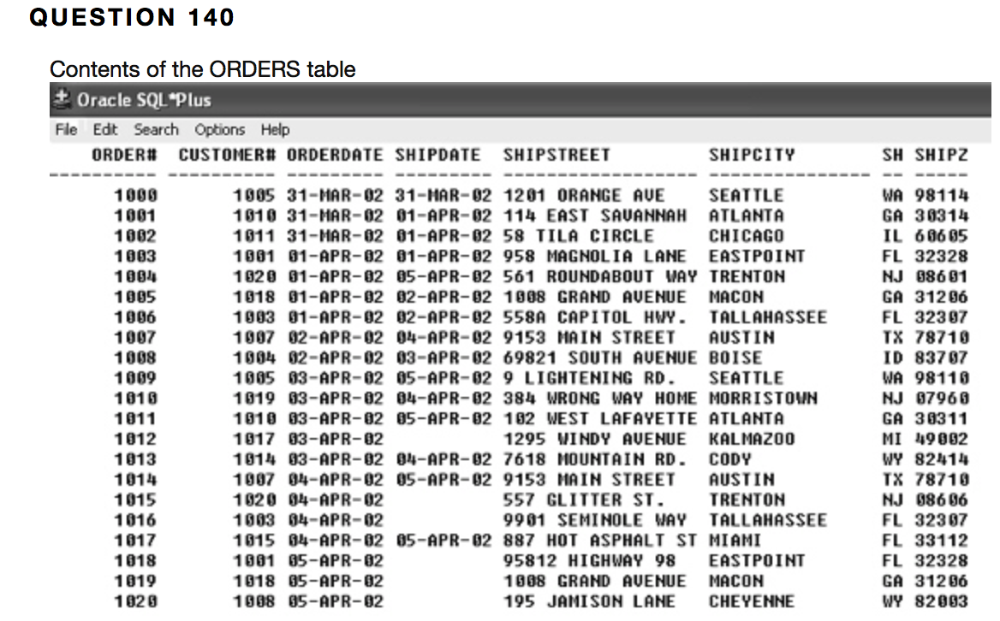 QUESTION 140
Contents of the ORDERS table
Oracle SQL*Plus
File Edit Search Options Help
ORDER# CUSTOMER# ORDERDATE SHIPDATE SHIPSTREET SHIPCITY SH SHIPZ
---------- ---------- --------- --------- ------------------ --------------- -- -----
1000 1005 31-MAR-02 31-MAR-02 1201 ORANGE AVE SEATTLE WA 98114
1001 1010 31-MAR-02 01-APR-02 114 EAST SAVANNAH ATLANTA GA 30314
1002 1011 31-MAR-02 01-APR-02 58 TILA CIRCLE CHICAGO IL 60605
1003 1001 01-APR-02 01-APR-02 958 MAGNOLIA LANE EASTPOINT FL 32328
1004 1020 01-APR-02 05-APR-02 561 ROUNDABOUT WAY TRENTON NJ 08601
1005 1018 01-APR-02 02-APR-02 1008 GRAND AVENUE MACON GA 31206
1006 1003 01-APR-02 02-APR-02 558A CAPITOL HWY. TALLAHASSEE FL 32307
1007 1007 02-APR-02 04-APR-02 9153 MAIN STREET AUSTIN TX 78710
1008 1004 02-APR-02 03-APR-02 69821 SOUTH AVENUE BOISE ID 83707
1009 1005 03-APR-02 05-APR-02 9 LIGHTENING RD. SEATTLE WA 98110
1010 1019 03-APR-02 04-APR-02 384 WRONG WAY HOME MORRISTOWN NJ 07960
1011 1010 03-APR-02 05-APR-02 102 WEST LAFAYETTE ATLANTA GA 30311
1012 1017 03-APR-02 1295 WINDY AVENUE KALMAZOO MI 49002
1013 1014 03-APR-02 04-APR-02 7618 MOUNTAIN RD. CODY WY 82414
1014 1007 04-APR-02 05-APR-02 9153 MAIN STREET AUSTIN TX 78710
1015 1020 04-APR-02 557 GLITTER ST. TRENTON NJ 08606
1016 1003 04-APR-02 9901 SEMINOLE WAY TALLAHASSEE FL 32307
1017 1015 04-APR-02 05-APR-02 887 HOT ASPHALT ST MIAMI FL 33112
1018 1001 05-APR-02 95812 HIGHWAY 98 EASTPOINT FL 32328
1019 1018 05-APR-02 1008 GRAND AVENUE MACON GA 31206
1020 1008 05-APR-02 195 JAMISON LANE CHEYENNE WY 82003